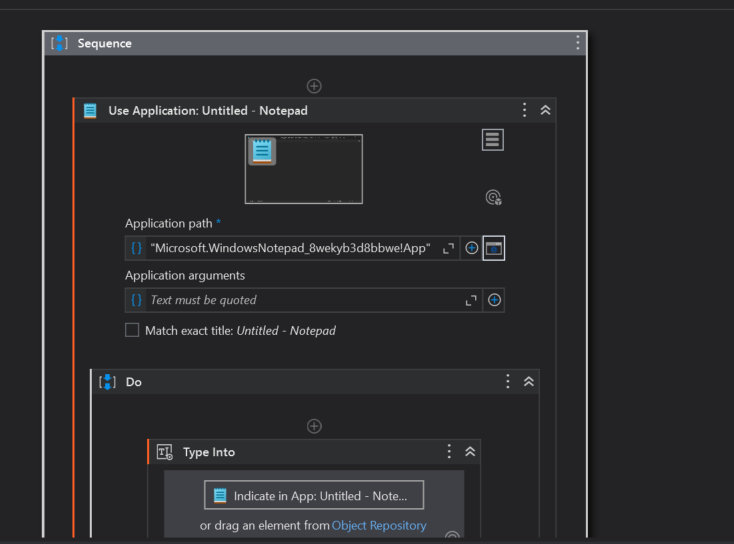 Sequence
Use Application: Untitled - Notepad
Application path *
"Microsoft.WindowsNotepad_8wekyb3d8bbwe!App"
Application arguments
Text must be quoted
Match exact title: Untitled - Notepad
Do
Type Into
Indicate in App: Untitled - Note...
or drag an element from Object Repository